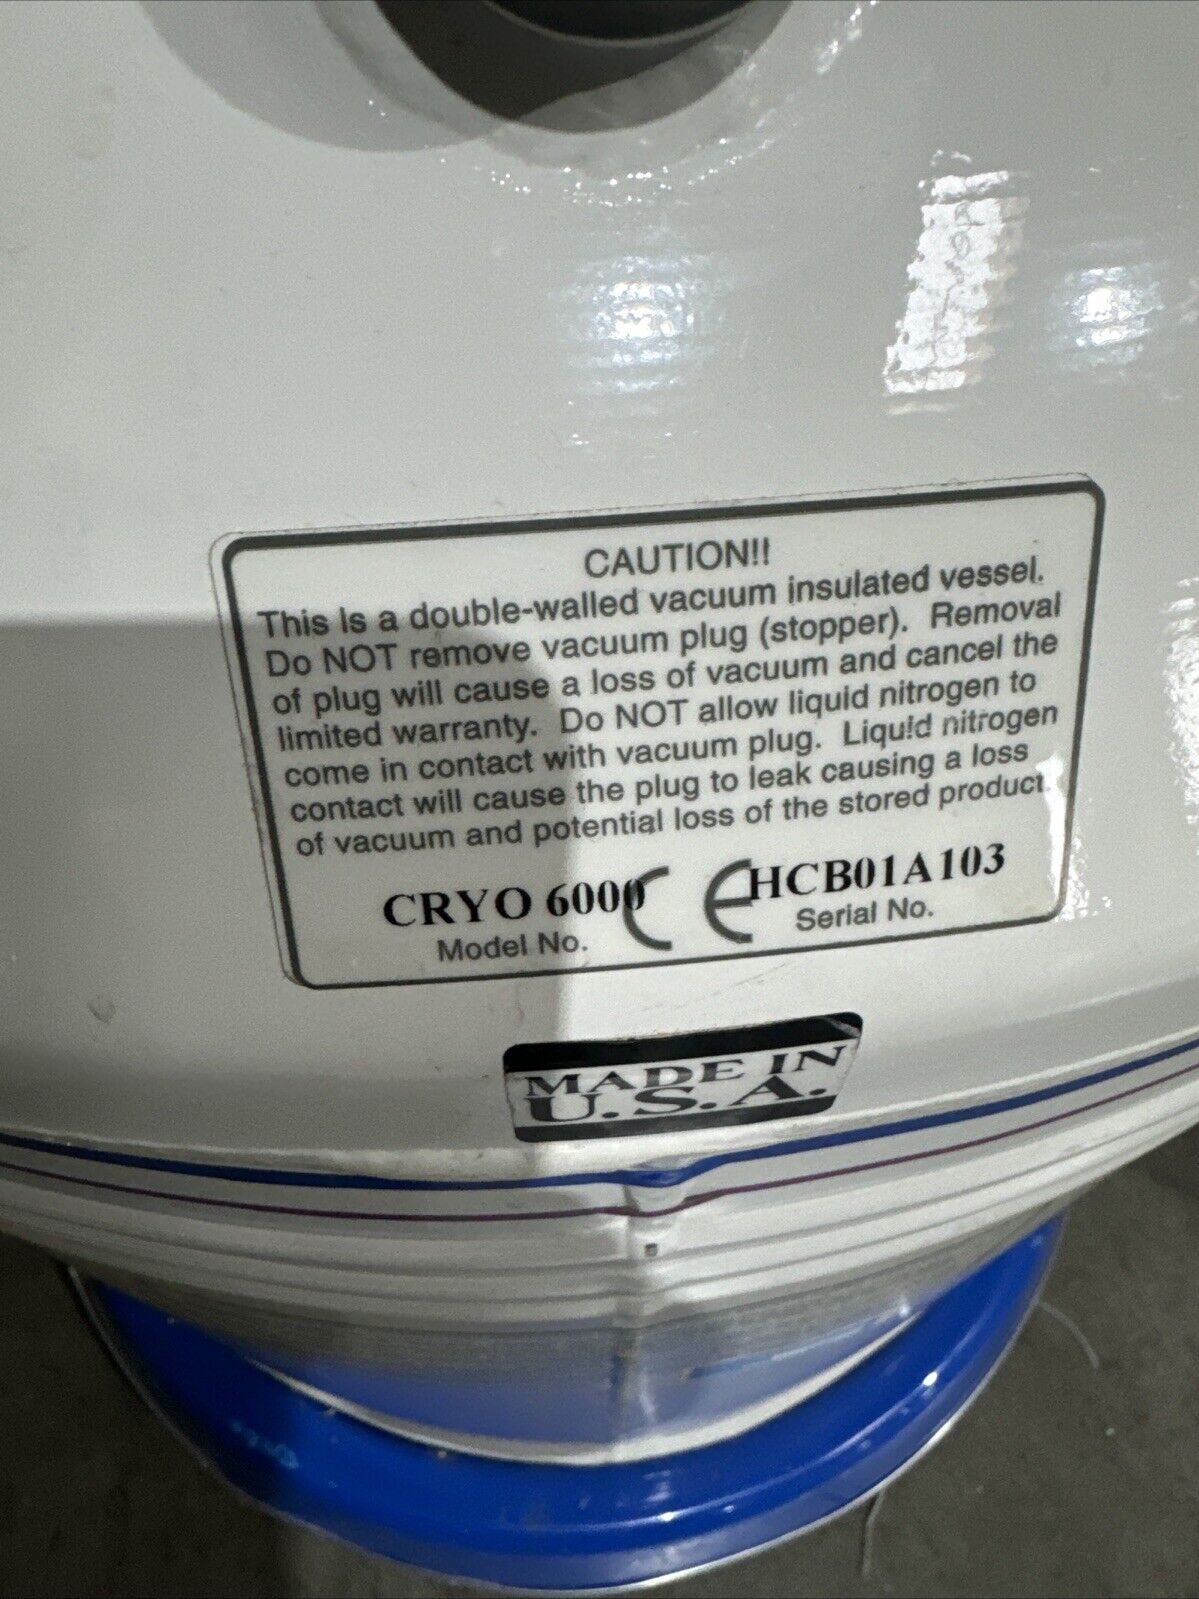 CAUTION!!
This is a double-walled vacuum insulated vessel.
Do NOT remove vacuum plug (stopper). Removal
of plug will cause a loss of vacuum and cancel the
limited warranty. Do NOT allow liquid nitrogen to
come in contact with vacuum plug. Liquid nitrogen
contact will cause the plug to leak causing a loss
of vacuum and potential loss of the stored product.
CRYO 6000 CE HCB01A103
Model No. Serial No.
MADE IN
U.S.A.